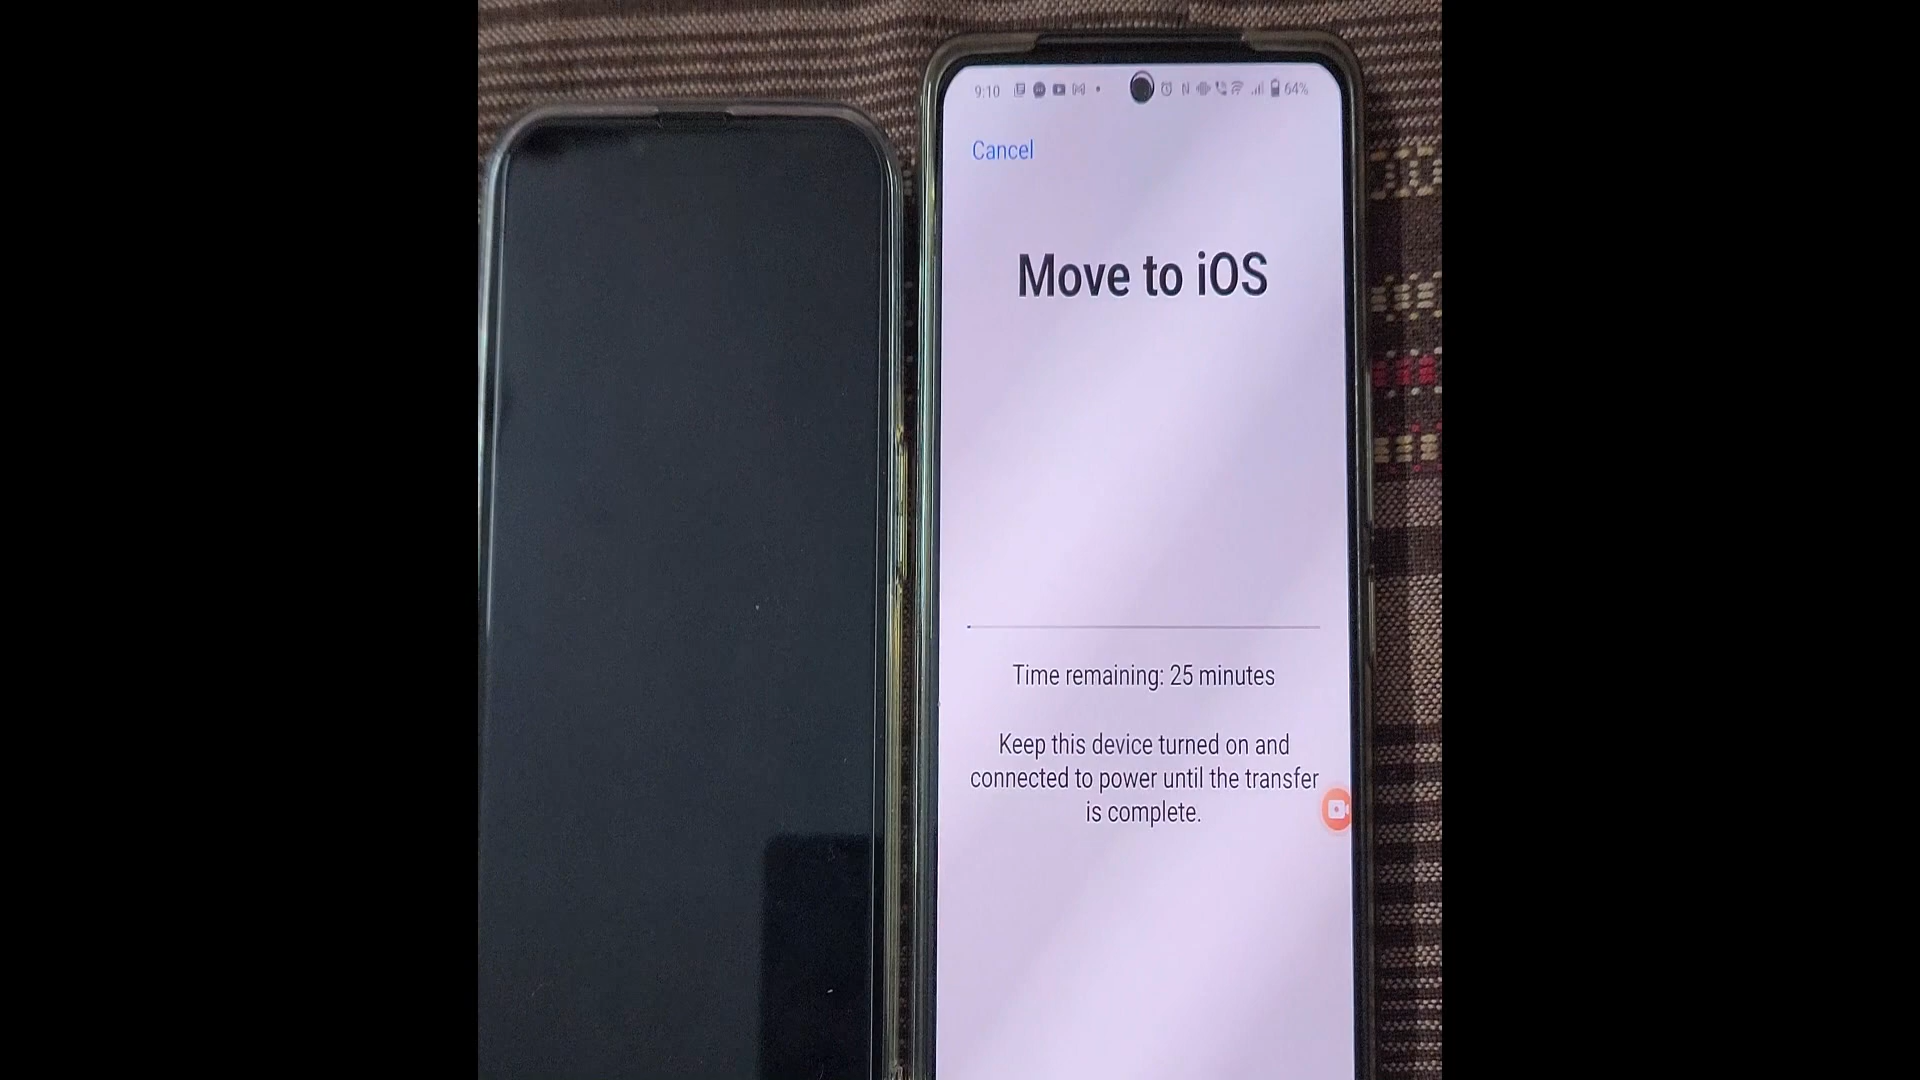 9:10 64%
Cancel
Move to iOS
Time remaining: 25 minutes
Keep this device turned on and
connected to power until the transfer
is complete.